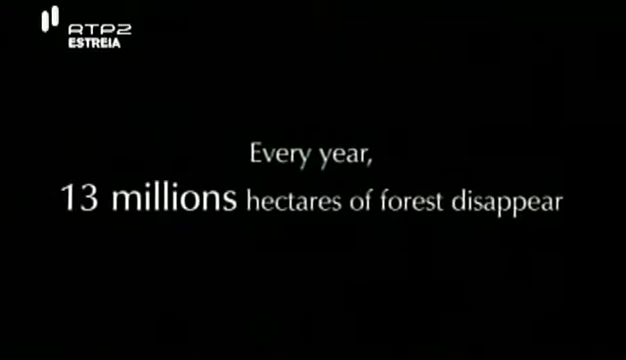 RTP2
ESTREIA
Every year,
13 millions hectares of forest disappear